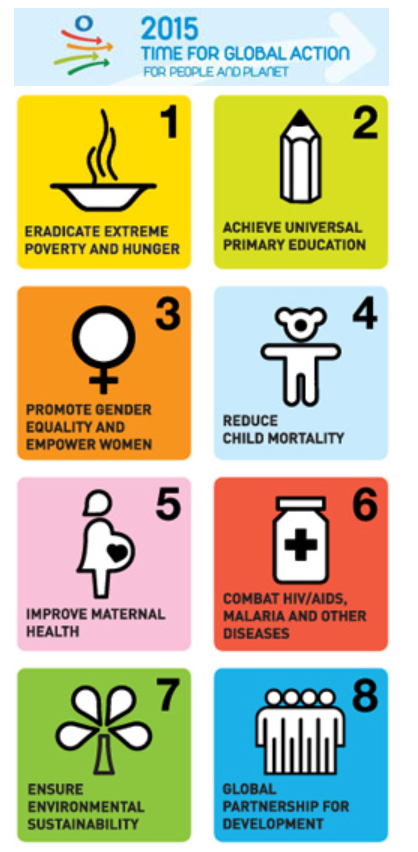 2015
TIME FOR GLOBAL ACTION
FOR PEOPLE AND PLANET
1
ERADICATE EXTREME
POVERTY AND HUNGER
2
ACHIEVE UNIVERSAL
PRIMARY EDUCATION
3
PROMOTE GENDER
EQUALITY AND
EMPOWER WOMEN
4
REDUCE
CHILD MORTALITY
5
IMPROVE MATERNAL
HEALTH
6
COMBAT HIV/AIDS,
MALARIA AND OTHER
DISEASES
7
ENSURE
ENVIRONMENTAL
SUSTAINABILITY
8
GLOBAL
PARTNERSHIP FOR
DEVELOPMENT